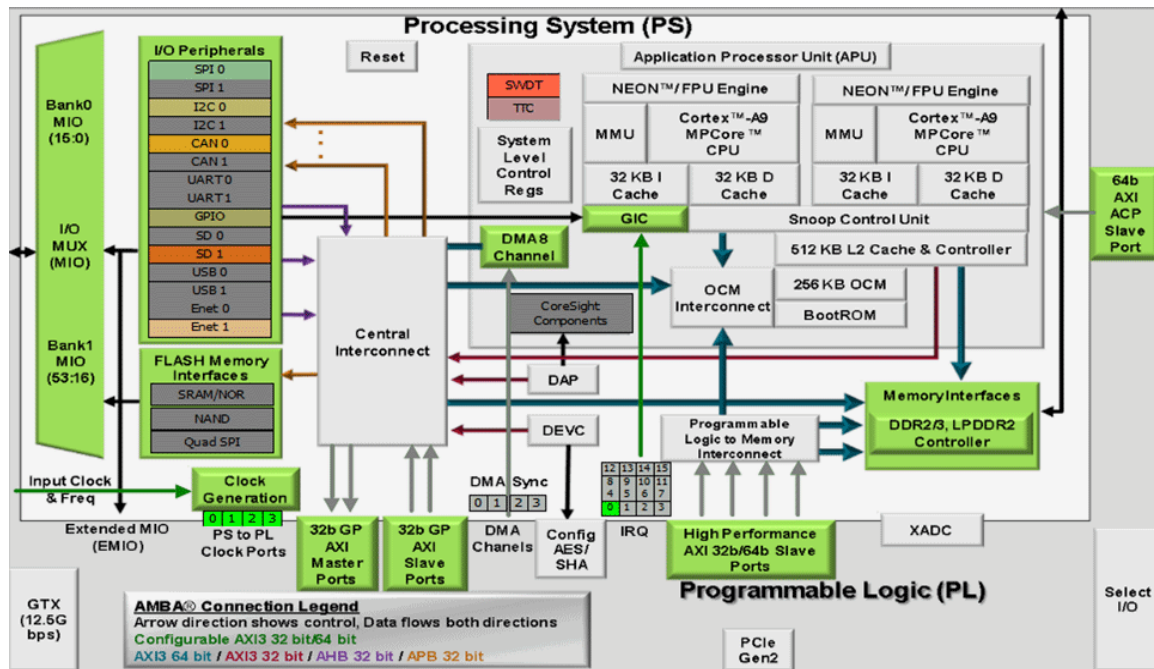 Processing System (PS)
I/O Peripherals
SPI 0
SPI 1
I2C 0
I2C 1
CAN 0
CAN 1
UART 0
UART 1
GPIO
SD 0
SD 1
USB 0
USB 1
Enet 0
Enet 1
Bank0
MIO
(15:0)
I/O
MUX
(MIO)
Bank1
MIO
(53:16)
FLASH Memory
Interfaces
SRAM/NOR
NAND
Quad SPI
Reset
Application Processor Unit (APU)
SWDT
TTC
System
Level
Control
Regs
NEON™/FPU Engine
MMU
Cortex™-A9
MPCore™
CPU
32 KB I
Cache
32 KB D
Cache
NEON™/FPU Engine
MMU
Cortex™-A9
MPCore™
CPU
32 KB I
Cache
32 KB D
Cache
GIC
Snoop Control Unit
DMA8
Channel
512 KB L2 Cache & Controller
OCM
Interconnect
256 KB OCM
BootROM
CoreSight
Components
Central
Interconnect
DAP
DEVC
Programmable
Logic to Memory
Interconnect
Memory Interfaces
DDR2/3, LPDDR2
Controller
64b
AXI
ACP
Slave
Port
Input Clock
& Freq
Clock
Generation
0 1 2 3
PS to PL
Clock Ports
Extended MIO
(EMIO)
32b GP
AXI
Master
Ports
32b GP
AXI
Slave
Ports
DMA Sync
0 1 2 3
DMA
Channels
Config
AES/
SHA
12 13 14 15
8 9 10 11
4 5 6 7
0 1 2 3
IRQ
High Performance
AXI 32b/64b Slave
Ports
XADC
Programmable Logic (PL)
GTX
(12.5G
bps)
AMBA® Connection Legend
Arrow direction shows control, Data flows both directions
Configurable AXI3 32 bit/64 bit
AXI3 64 bit / AXI3 32 bit / AHB 32 bit / APB 32 bit
PCIe
Gen2
Select
I/O